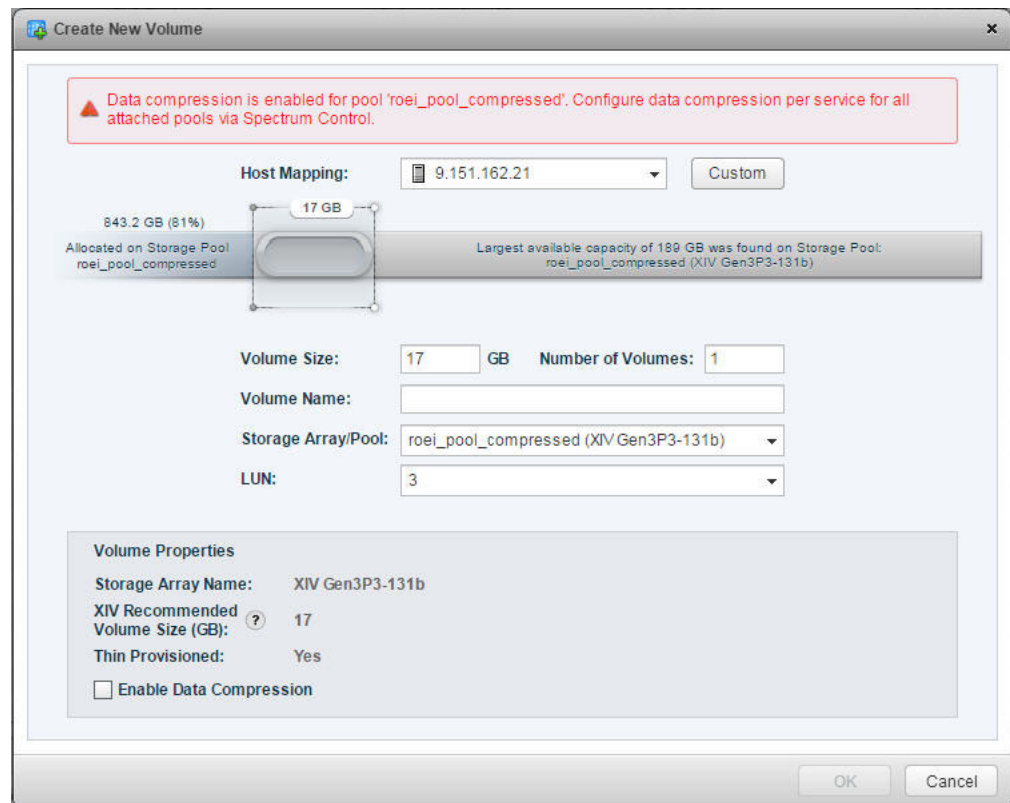 Create New Volume
Data compression is enabled for pool 'roei_pool_compressed'. Configure data compression per service for all
attached pools via Spectrum Control.
Host Mapping: 9.151.162.21 Custom
17 GB
843.2 GB (81%)
Allocated on Storage Pool
roei_pool_compressed
Largest available capacity of 189 GB was found on Storage Pool:
roei_pool_compressed (XIV Gen3P3-131b)
Volume Size: 17 GB Number of Volumes: 1
Volume Name:
Storage Array/Pool: roei_pool_compressed (XIV Gen3P3-131b)
LUN: 3
Volume Properties
Storage Array Name: XIV Gen3P3-131b
XIV Recommended
Volume Size (GB): ? 17
Thin Provisioned: Yes
Enable Data Compression
OK Cancel